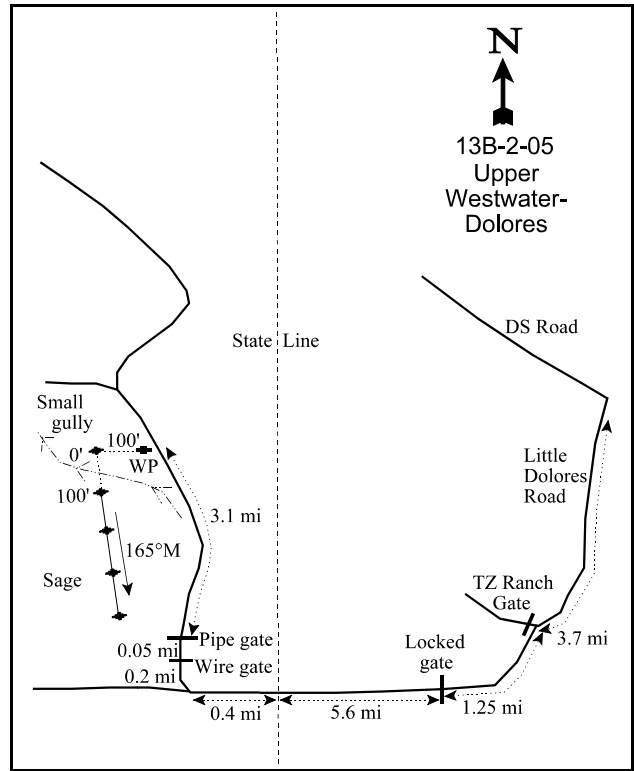 N
13B-2-05
Upper
Westwater-
Dolores
DS Road
State Line
Small
gully
100'
0'
WP
100'
Little
Dolores
Road
3.1 mi
165°M
Sage
TZ Ranch
Gate
Pipe gate
3.7 mi
0.05 mi
Locked
gate
Wire gate
0.2 mi
0.4 mi
5.6 mi
1.25 mi